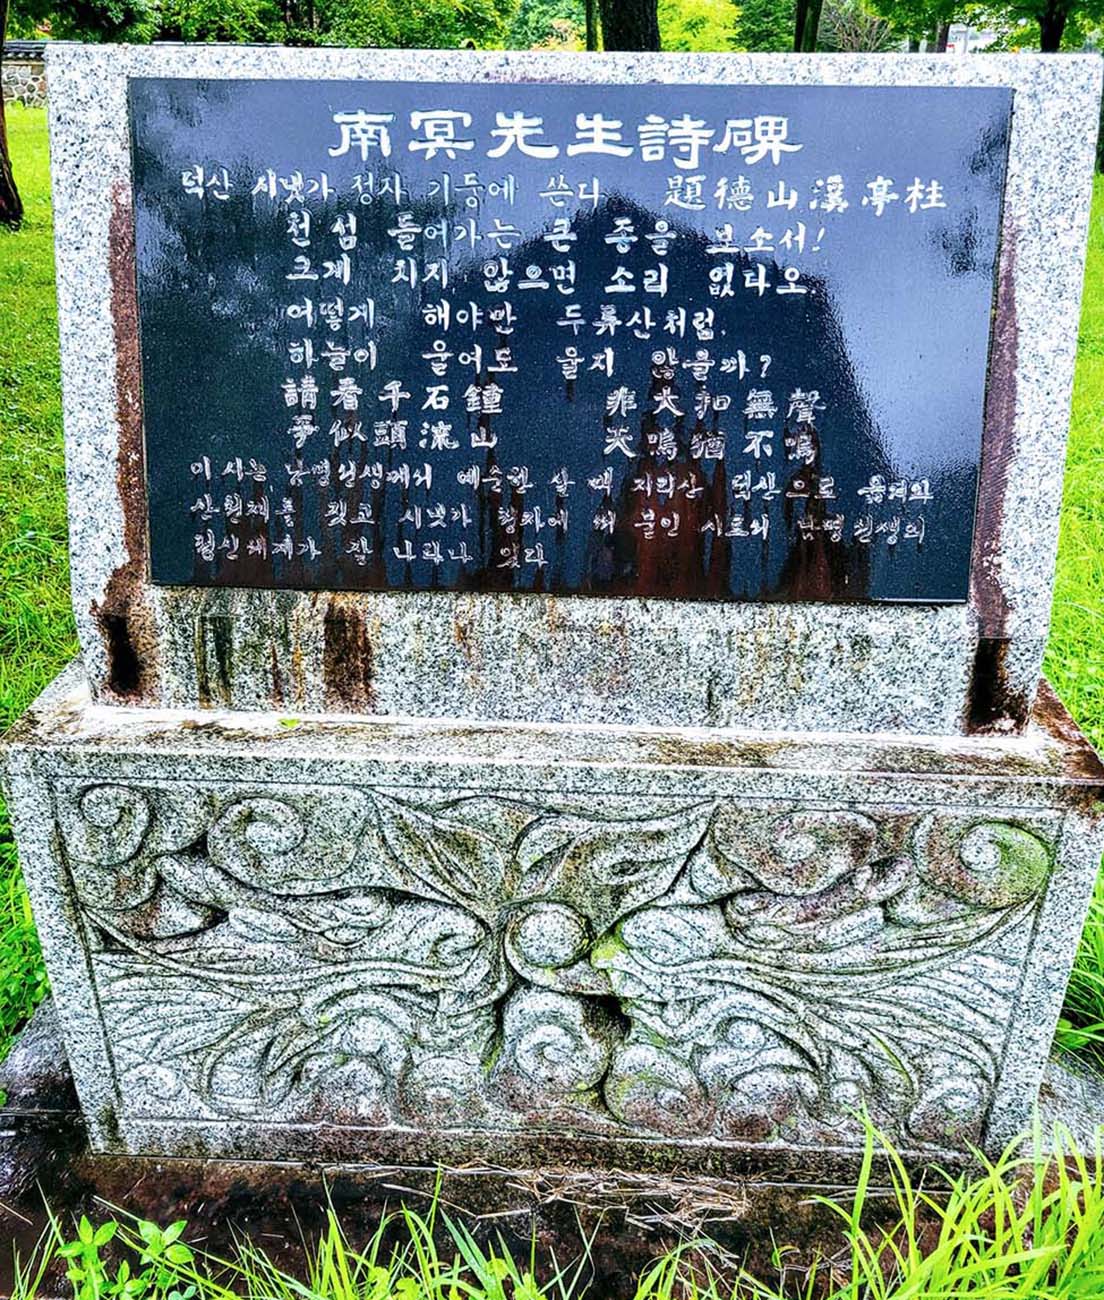 南冥先生詩碑
덕산 시냇가 정자 기둥에 쓴다 題德山溪亭柱
천 섬 들어가는 큰 종을 보소서!
크게 치지 않으면 소리 없다오
어떻게 해야만 두류산처럼,
하늘이 울어도 울지 않을까?
請看千石鍾 非大扣無聲
爭似頭流山 天鳴猶不鳴
이 시는 남명선생께서 예순한 살 때 지리산 덕산으로 옮겨와
산천재를 짓고 시냇가 정자에 써 붙인 시로서 남명선생의
정신세계가 잘 나타나 있다